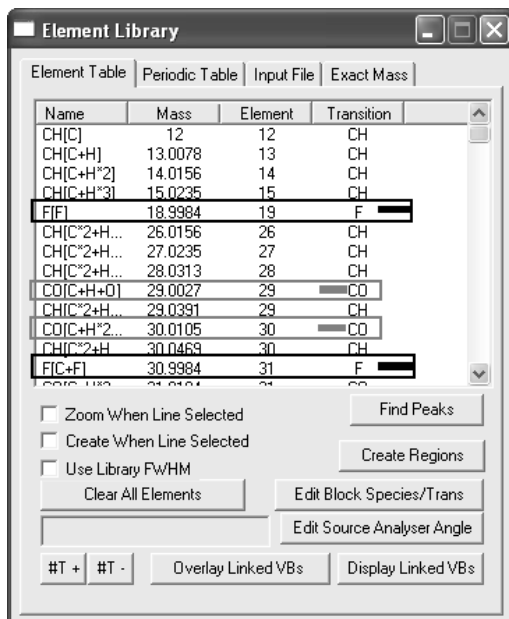 Element Library
Element Table Periodic Table Input File Exact Mass
Name Mass Element Transition
CH[C] 12 12 CH
CH[C+H] 13.0078 13 CH
CH[C+H*2] 14.0156 14 CH
CH[C+H*3] 15.0235 15 CH
F[F] 18.9984 19 F
CH[C*2+H... 26.0156 26 CH
CH[C*2+H... 27.0235 27 CH
CH[C*2+H... 28.0313 28 CH
CO[C+H+O] 29.0027 29 CO
CH[C*2+H... 29.0391 29 CH
CO[C+H*2... 30.0105 30 CO
CH[C*2+H 30.0469 30 CH
F[C+F] 30.9984 31 F
Zoom When Line Selected
Find Peaks
Create When Line Selected
Create Regions
Use Library FWHM
Clear All Elements Edit Block Species/Trans
Edit Source Analyser Angle
#T + #T - Overlay Linked VBs Display Linked VBs